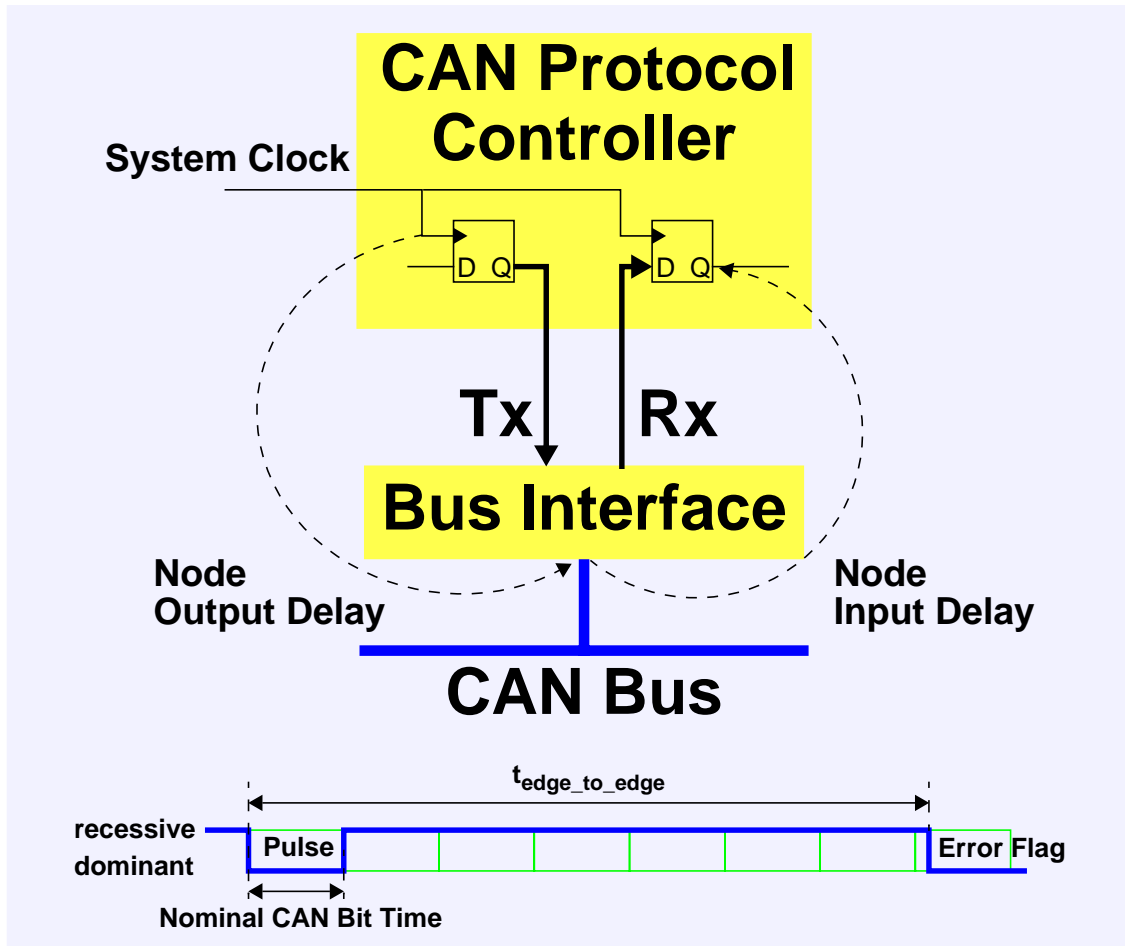 CAN Protocol
Controller
System Clock
D Q
D Q
Tx
Rx
Bus Interface
Node
Output Delay
Node
Input Delay
CAN Bus
tedge_to_edge
recessive
dominant
Pulse
Error Flag
Nominal CAN Bit Time